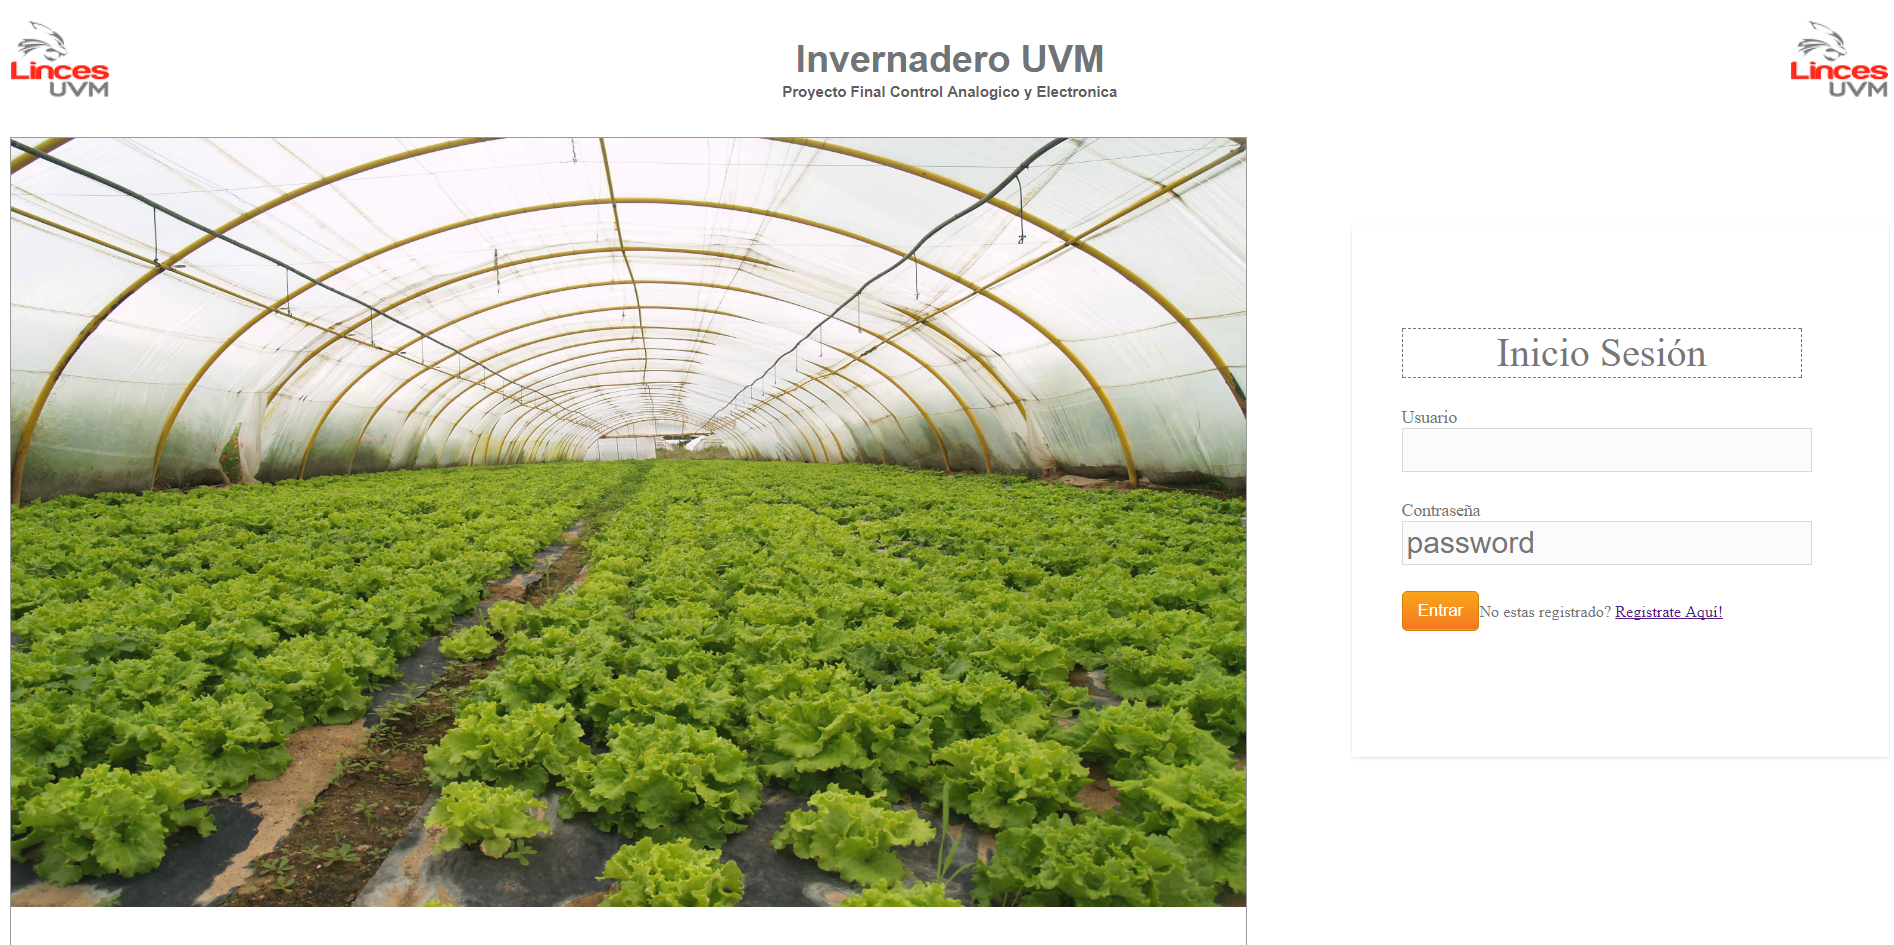 Linces
UVM
Invernadero UVM
Proyecto Final Control Analogico y Electronica
Linces
UVM
Inicio Sesión
Usuario
Contraseña
password
Entrar No estas registrado? Registrate Aquí!